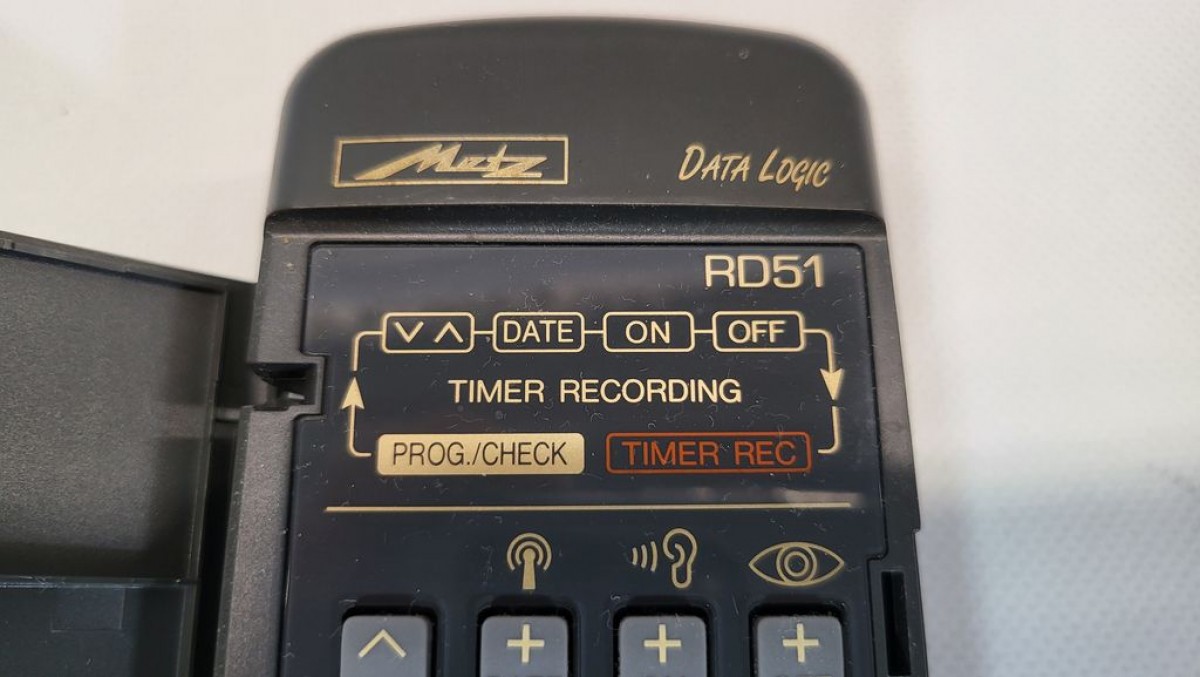 Metz DATA LOGIC
RD51
DATE ON OFF
TIMER RECORDING
PROG./CHECK TIMER REC
+ + +